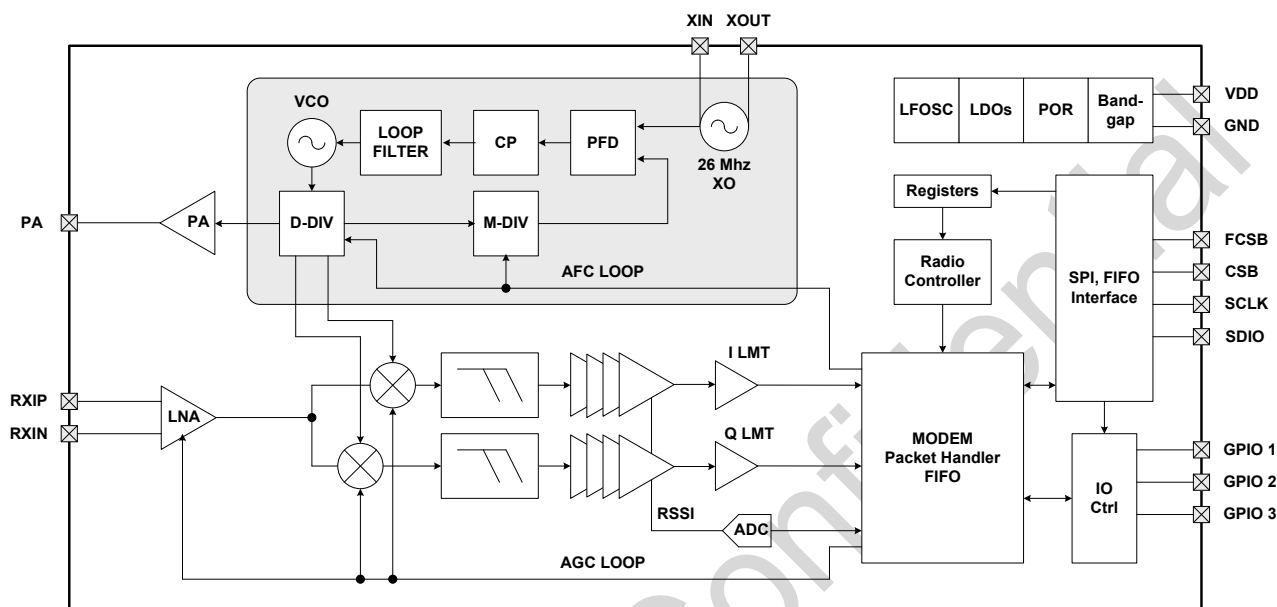 XIN XOUT
VCO
LOOP
FILTER
CP
PFD
26 Mhz
XO
LFOSC
LDOs
POR
Band-
gap
VDD
GND
PA
PA
D-DIV
M-DIV
AFC LOOP
Registers
Radio
Controller
SPI, FIFO
Interface
FCSB
CSB
SCLK
SDIO
RXIP
RXIN
LNA
I LMT
Q LMT
RSSI
ADC
AGC LOOP
MODEM
Packet Handler
FIFO
IO
Ctrl
GPIO 1
GPIO 2
GPIO 3
Confidential